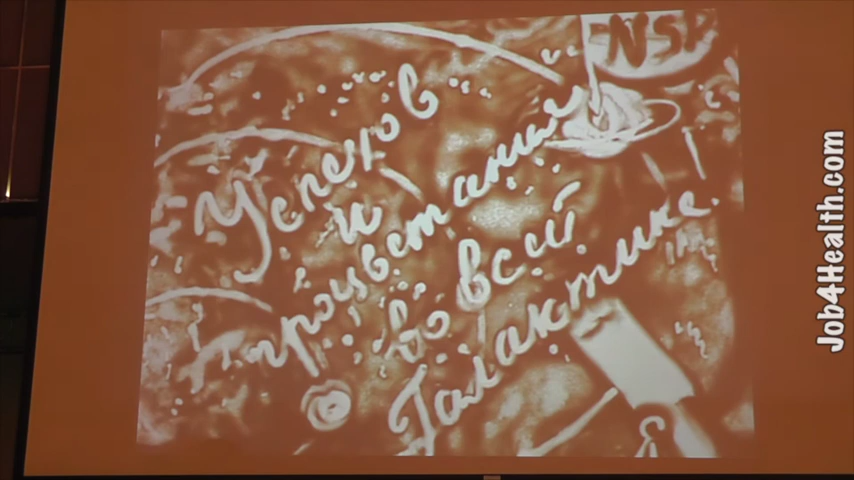 NSP
Успехов
и
процветания
во всей
Галактике.
Я
Job4Health.com